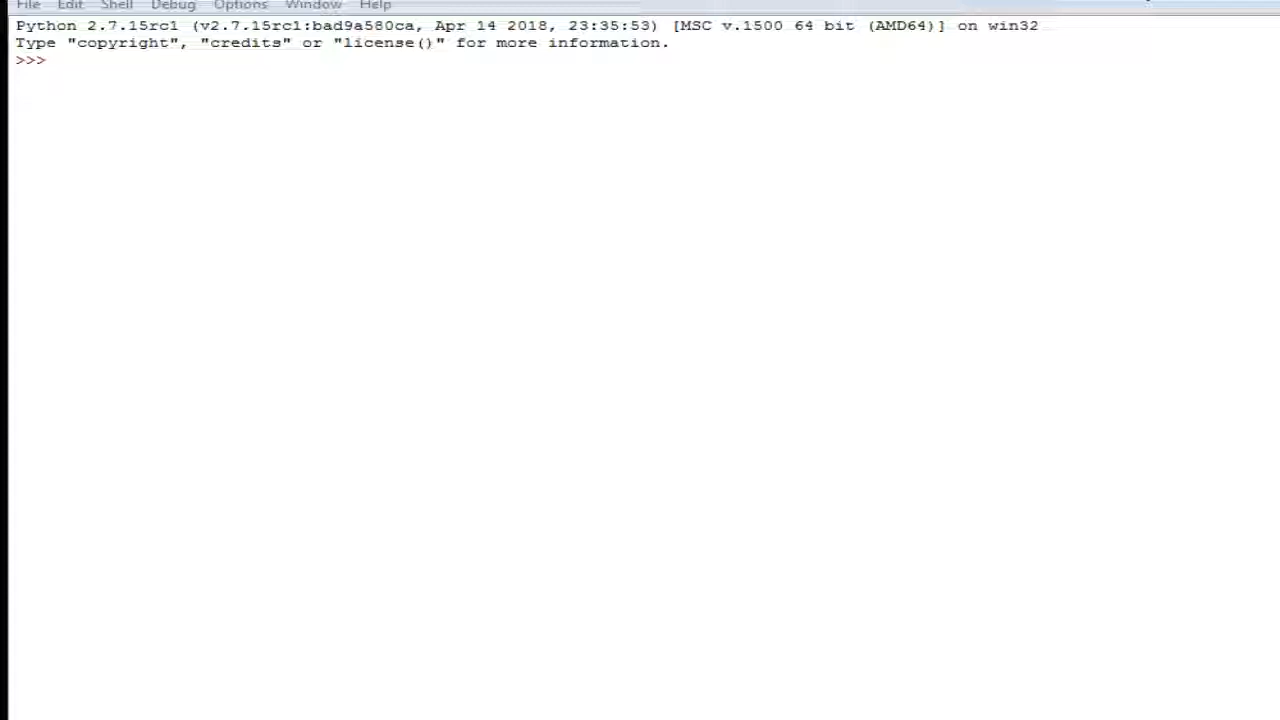 File Edit Shell Debug Options Window Help
Python 2.7.15rc1 (v2.7.15rc1:bad9a580ca, Apr 14 2018, 23:35:53) [MSC v.1500 64 bit (AMD64)] on win32
Type "copyright", "credits" or "license()" for more information.
>>>